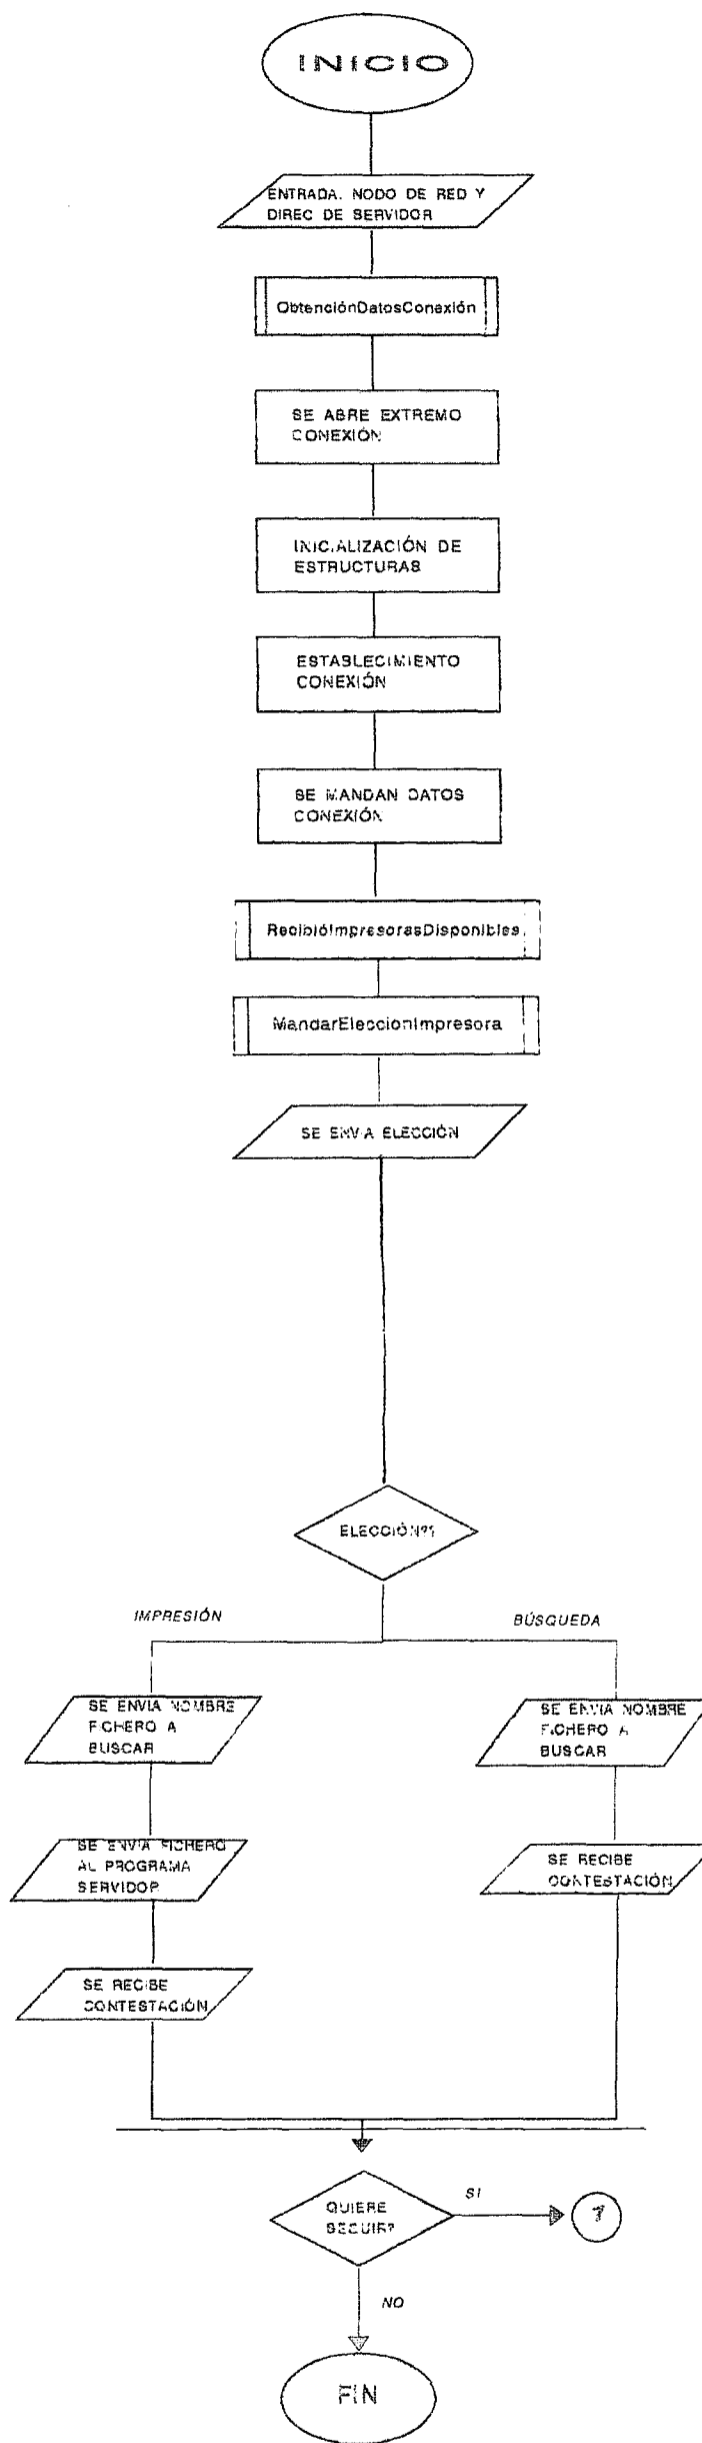 INICIO
ENTRADA. NODO DE RED Y
DIREC DE SERVIDOR
ObtenciónDatosConexión
SE ABRE EXTREMO
CONEXIÓN
INICIALIZACIÓN DE
ESTRUCTURAS
ESTABLECIMIENTO
CONEXIÓN
SE MANDAN DATOS
CONEXIÓN
RecibióImpresorasDisponibles
MandarEleccionImpresora
SE ENVIA ELECCIÓN
ELECCIÓN??
IMPRESIÓN
BÚSQUEDA
SE ENVIA NOMBRE
FICHERO A
BUSCAR
SE ENVIA NOMBRE
FICHERO A
BUSCAR
SE ENVIA FICHERO
AL PROGRAMA
SERVIDOR
SE RECIBE
CONTESTACIÓN
SE RECIBE
CONTESTACIÓN
QUIERE
SEGUIR?
SI
NO
FIN